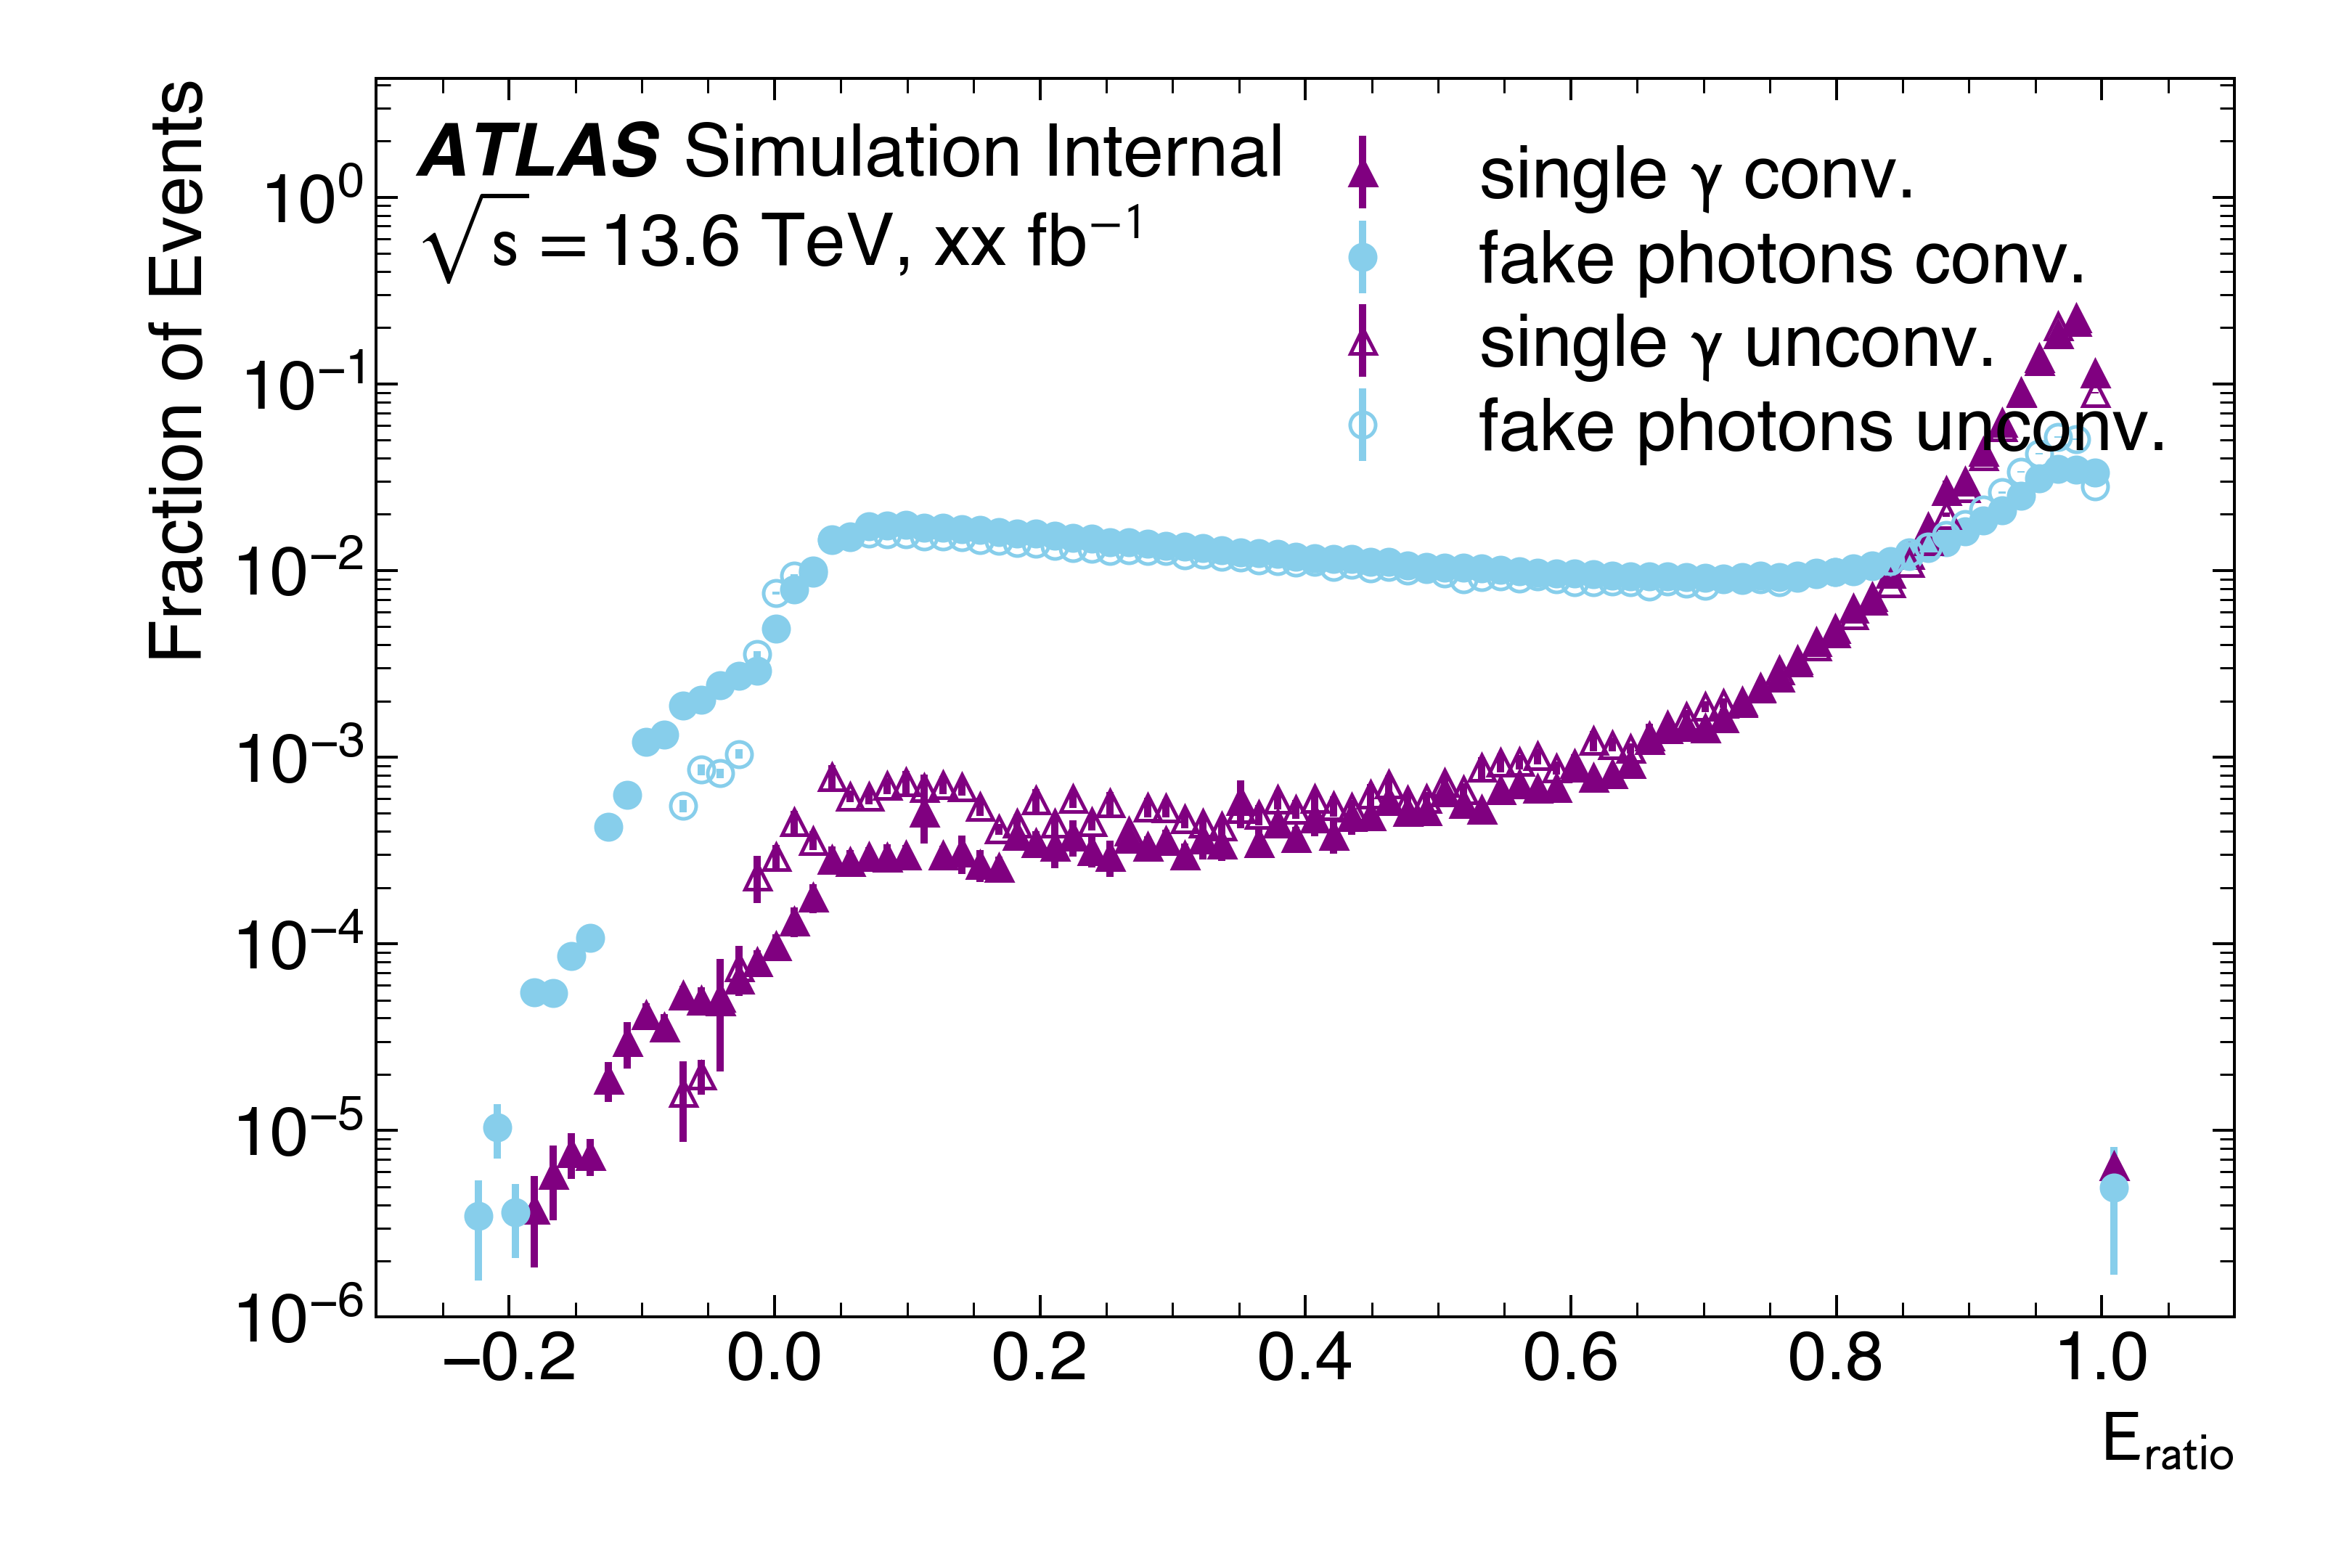 Fraction of Events
ATLAS Simulation Internal
√s = 13.6 TeV, xx fb⁻¹
single γ conv.
fake photons conv.
single γ unconv.
fake photons unconv.
10⁰
10⁻¹
10⁻²
10⁻³
10⁻⁴
10⁻⁵
10⁻⁶
−0.2 0.0 0.2 0.4 0.6 0.8 1.0
E_ratio